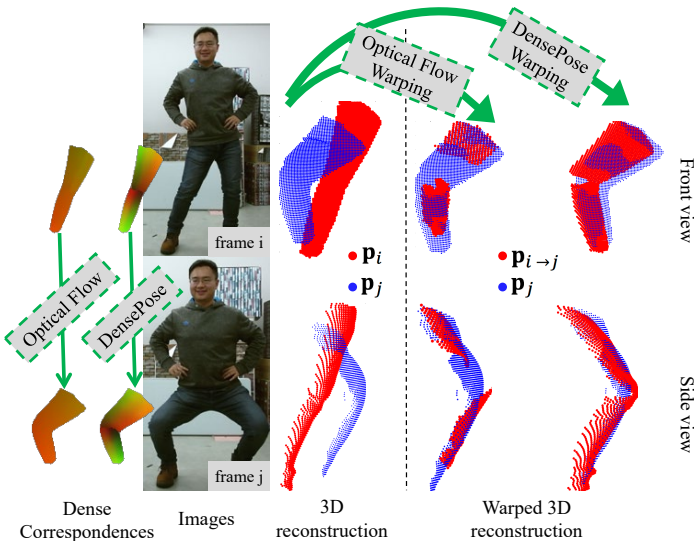 Optical Flow
Warping
DensePose
Warping
Front view
frame i
p_i
p_j
p_{i→j}
p_j
Optical Flow
DensePose
Side view
frame j
Dense
Correspondences
Images
3D
reconstruction
Warped 3D
reconstruction